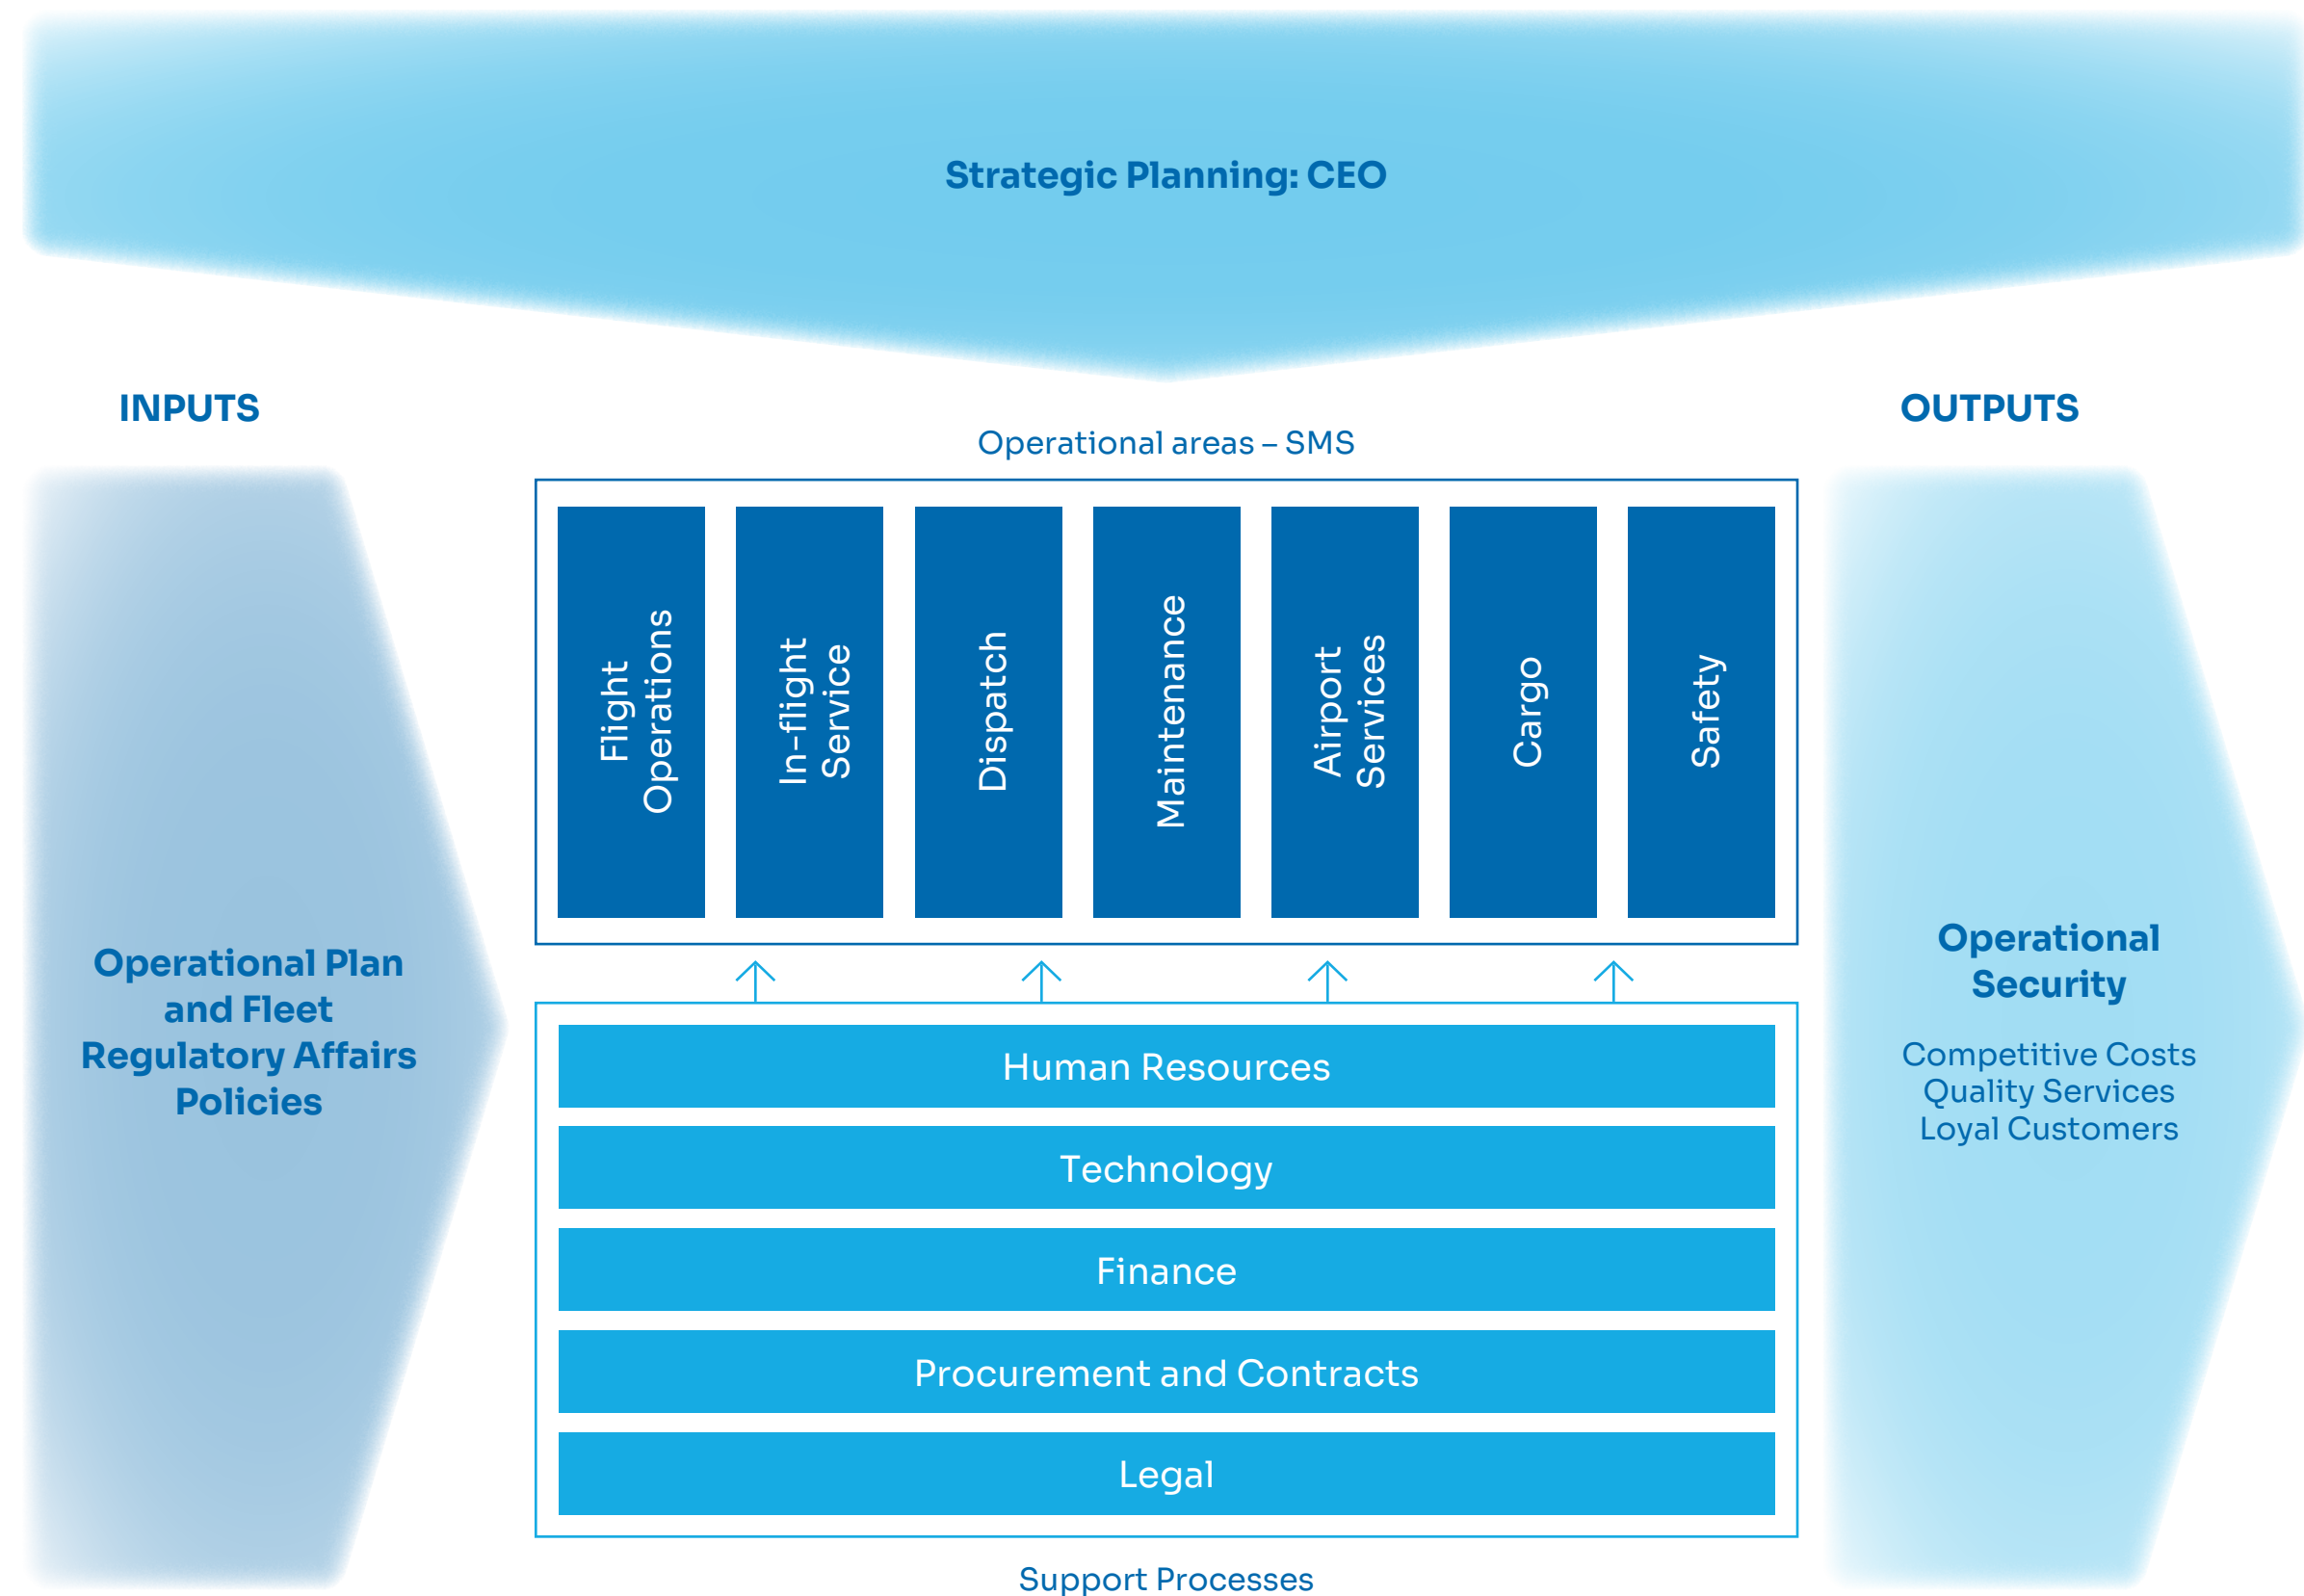 Strategic Planning: CEO
INPUTS
OUTPUTS
Operational areas – SMS
Flight
Operations
In-flight
Service
Dispatch
Maintenance
Airport
Services
Cargo
Safety
Operational Plan
and Fleet
Regulatory Affairs
Policies
Operational
Security
Competitive Costs
Quality Services
Loyal Customers
Human Resources
Technology
Finance
Procurement and Contracts
Legal
Support Processes